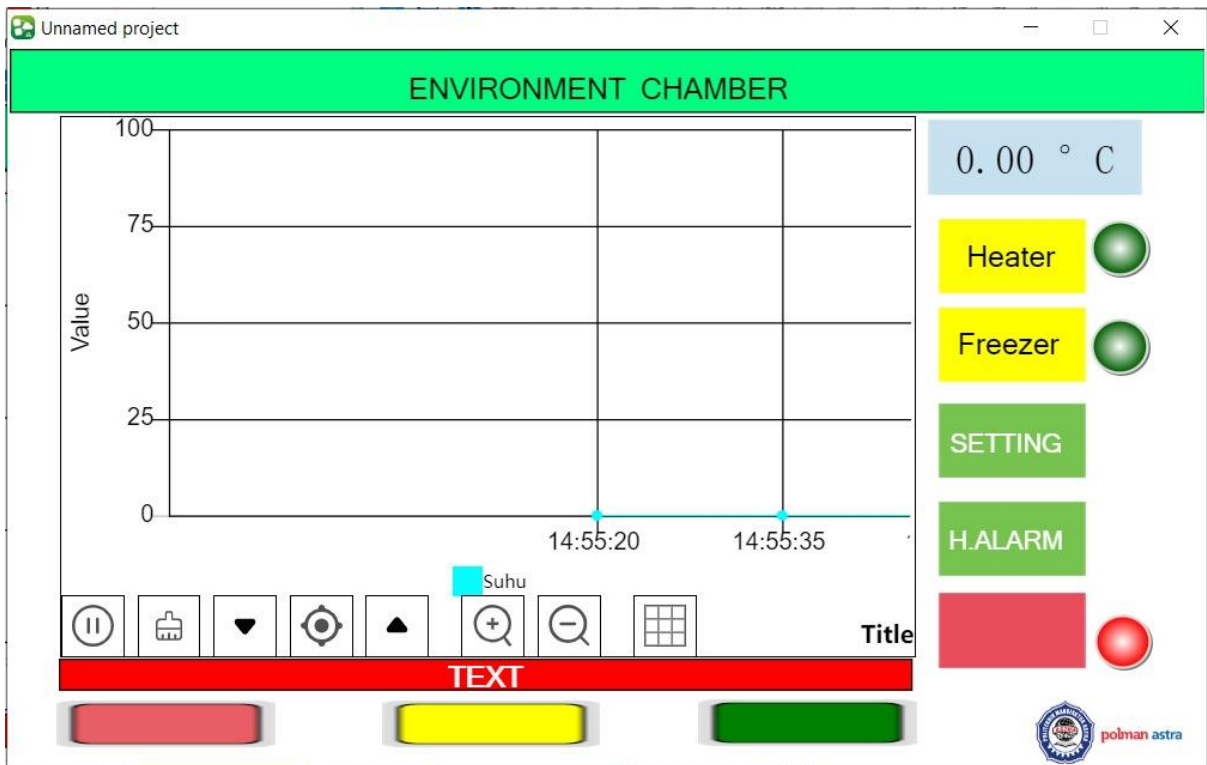 Unnamed project
ENVIRONMENT CHAMBER
100
75
50
25
0
Value
14:55:20
14:55:35
Suhu
Title
TEXT
0.00 ° C
Heater
Freezer
SETTING
H.ALARM
polman astra